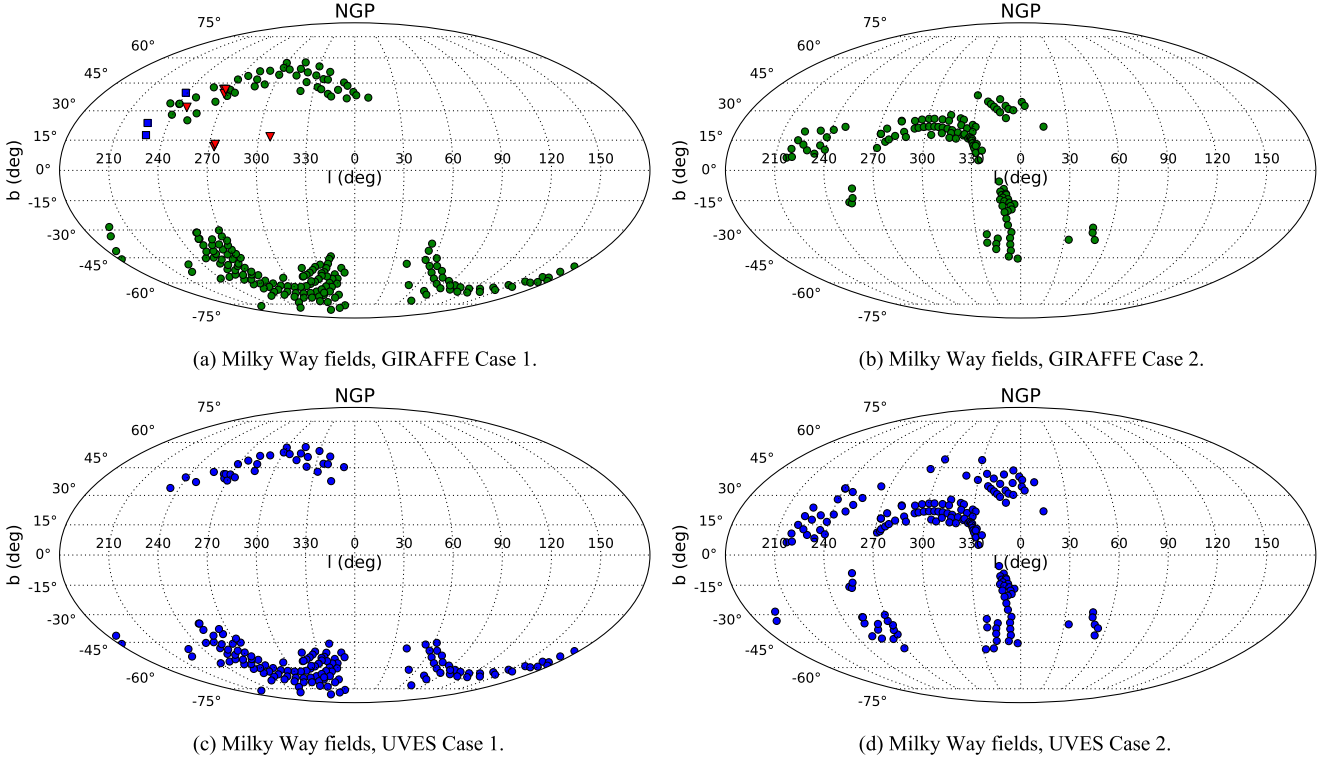 NGP
NGP
75°
60°
45°
30°
15°
0°
-15°
-30°
-45°
-60°
-75°
210 240 270 300 330 0 30 60 90 120 150
l (deg)
b (deg)
75°
60°
45°
30°
15°
0°
-15°
-30°
-45°
-60°
-75°
210 240 270 300 330 0 30 60 90 120 150
l (deg)
b (deg)
(a) Milky Way fields, GIRAFFE Case 1.
(b) Milky Way fields, GIRAFFE Case 2.
NGP
NGP
75°
60°
45°
30°
15°
0°
-15°
-30°
-45°
-60°
-75°
210 240 270 300 330 0 30 60 90 120 150
l (deg)
b (deg)
75°
60°
45°
30°
15°
0°
-15°
-30°
-45°
-60°
-75°
210 240 270 300 330 0 30 60 90 120 150
l (deg)
b (deg)
(c) Milky Way fields, UVES Case 1.
(d) Milky Way fields, UVES Case 2.